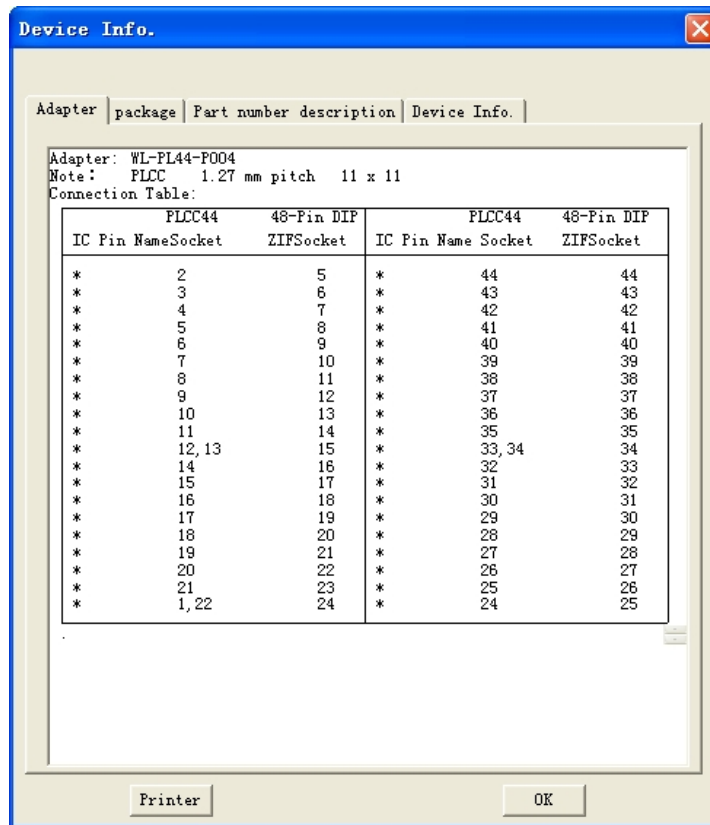 Device Info.
Adapter package Part number description Device Info.
Adapter: WL-PL44-P004
Note: PLCC 1.27 mm pitch 11 x 11
Connection Table:
PLCC44 48-Pin DIP PLCC44 48-Pin DIP
IC Pin NameSocket ZIFSocket IC Pin Name Socket ZIFSocket
* 2 5 * 44 44
* 3 6 * 43 43
* 4 7 * 42 42
* 5 8 * 41 41
* 6 9 * 40 40
* 7 10 * 39 39
* 8 11 * 38 38
* 9 12 * 37 37
* 10 13 * 36 36
* 11 14 * 35 35
* 12,13 15 * 33,34 34
* 14 16 * 32 33
* 15 17 * 31 32
* 16 18 * 30 31
* 17 19 * 29 30
* 18 20 * 28 29
* 19 21 * 27 28
* 20 22 * 26 27
* 21 23 * 25 26
* 1,22 24 * 24 25
.
Printer OK